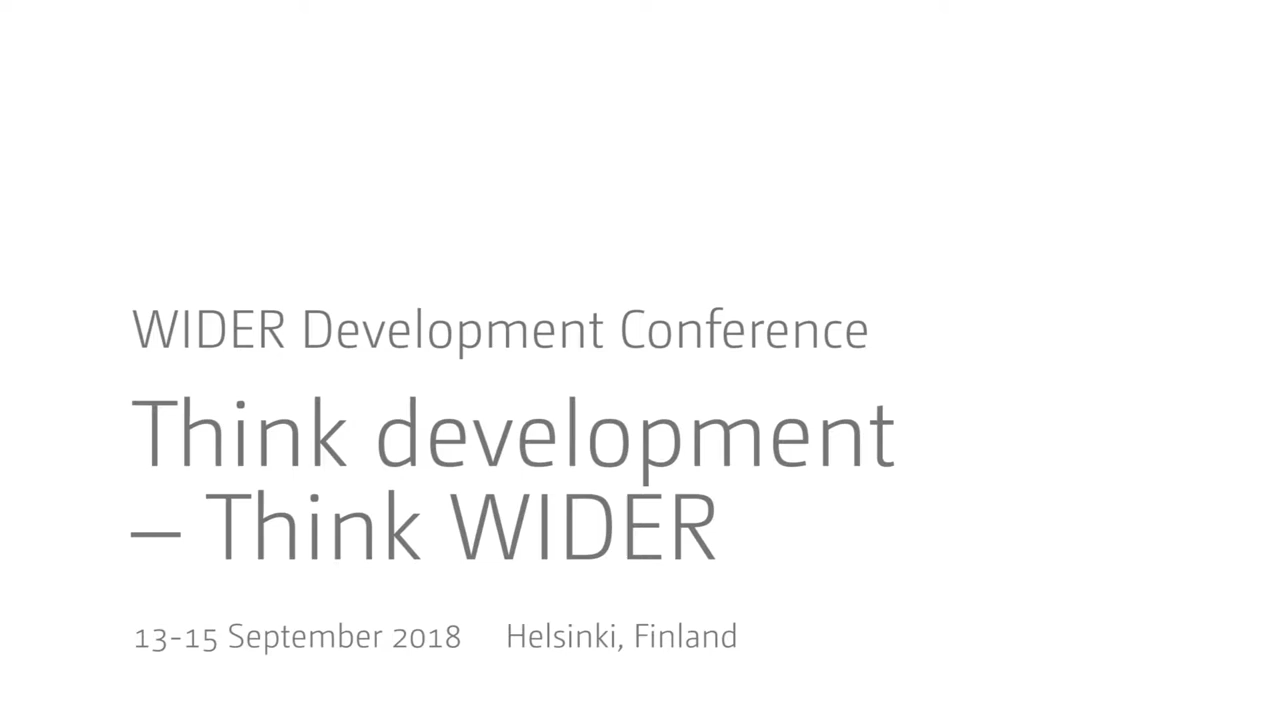 WIDER Development Conference
Think development
– Think WIDER
13-15 September 2018 Helsinki, Finland